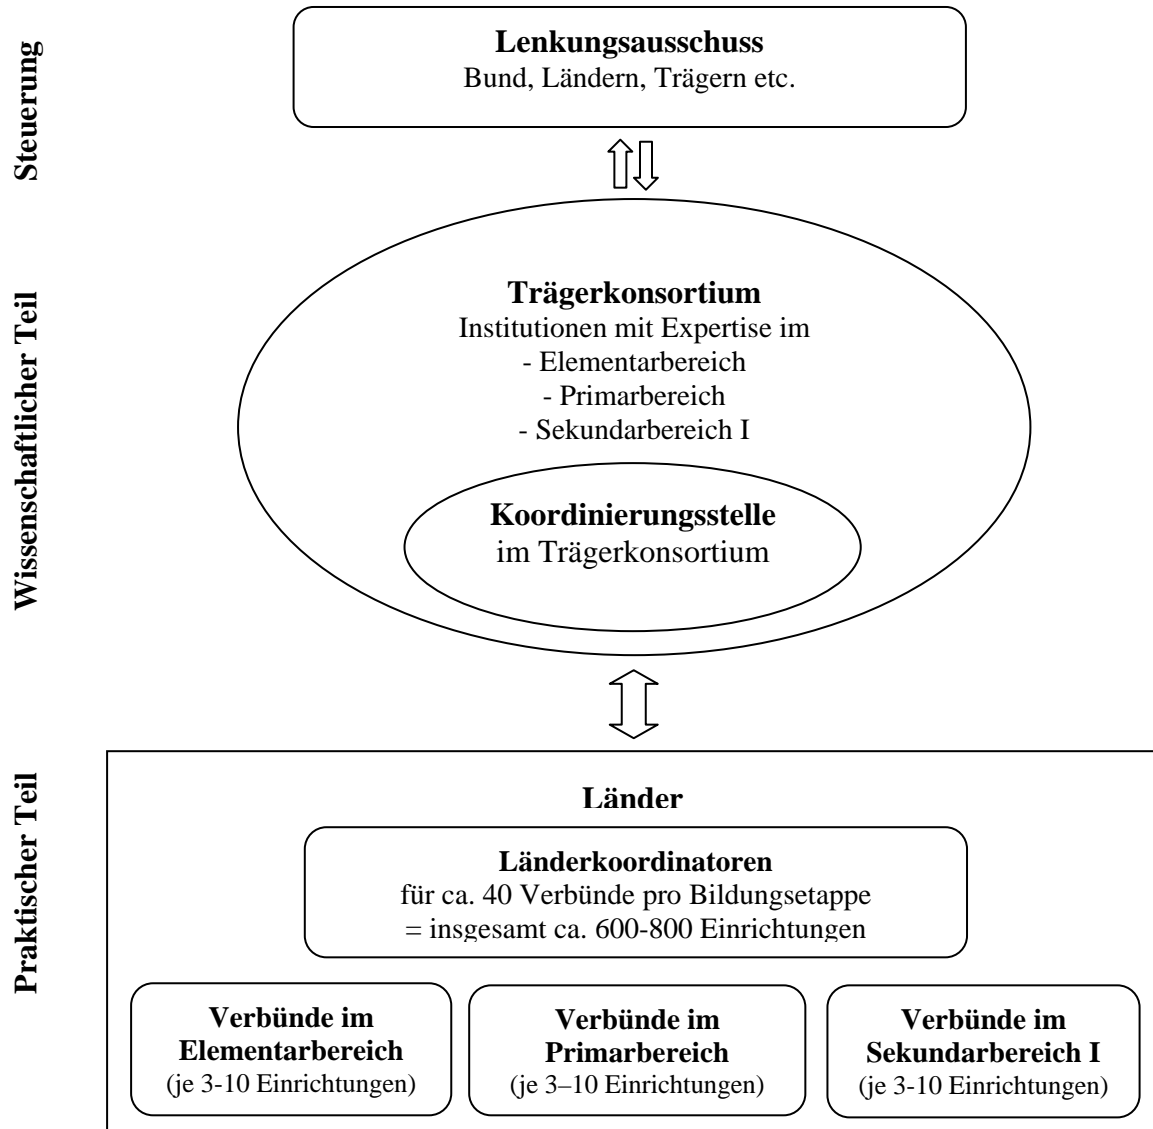 Steuerung
Lenkungsausschuss
Bund, Ländern, Trägern etc.
Wissenschaftlicher Teil
Trägerkonsortium
Institutionen mit Expertise im
- Elementarbereich
- Primarbereich
- Sekundarbereich I
Koordinierungsstelle
im Trägerkonsortium
Praktischer Teil
Länder
Länderkoordinatoren
für ca. 40 Verbünde pro Bildungsetappe
= insgesamt ca. 600-800 Einrichtungen
Verbünde im
Elementarbereich
(je 3-10 Einrichtungen)
Verbünde im
Primarbereich
(je 3–10 Einrichtungen)
Verbünde im
Sekundarbereich I
(je 3-10 Einrichtungen)